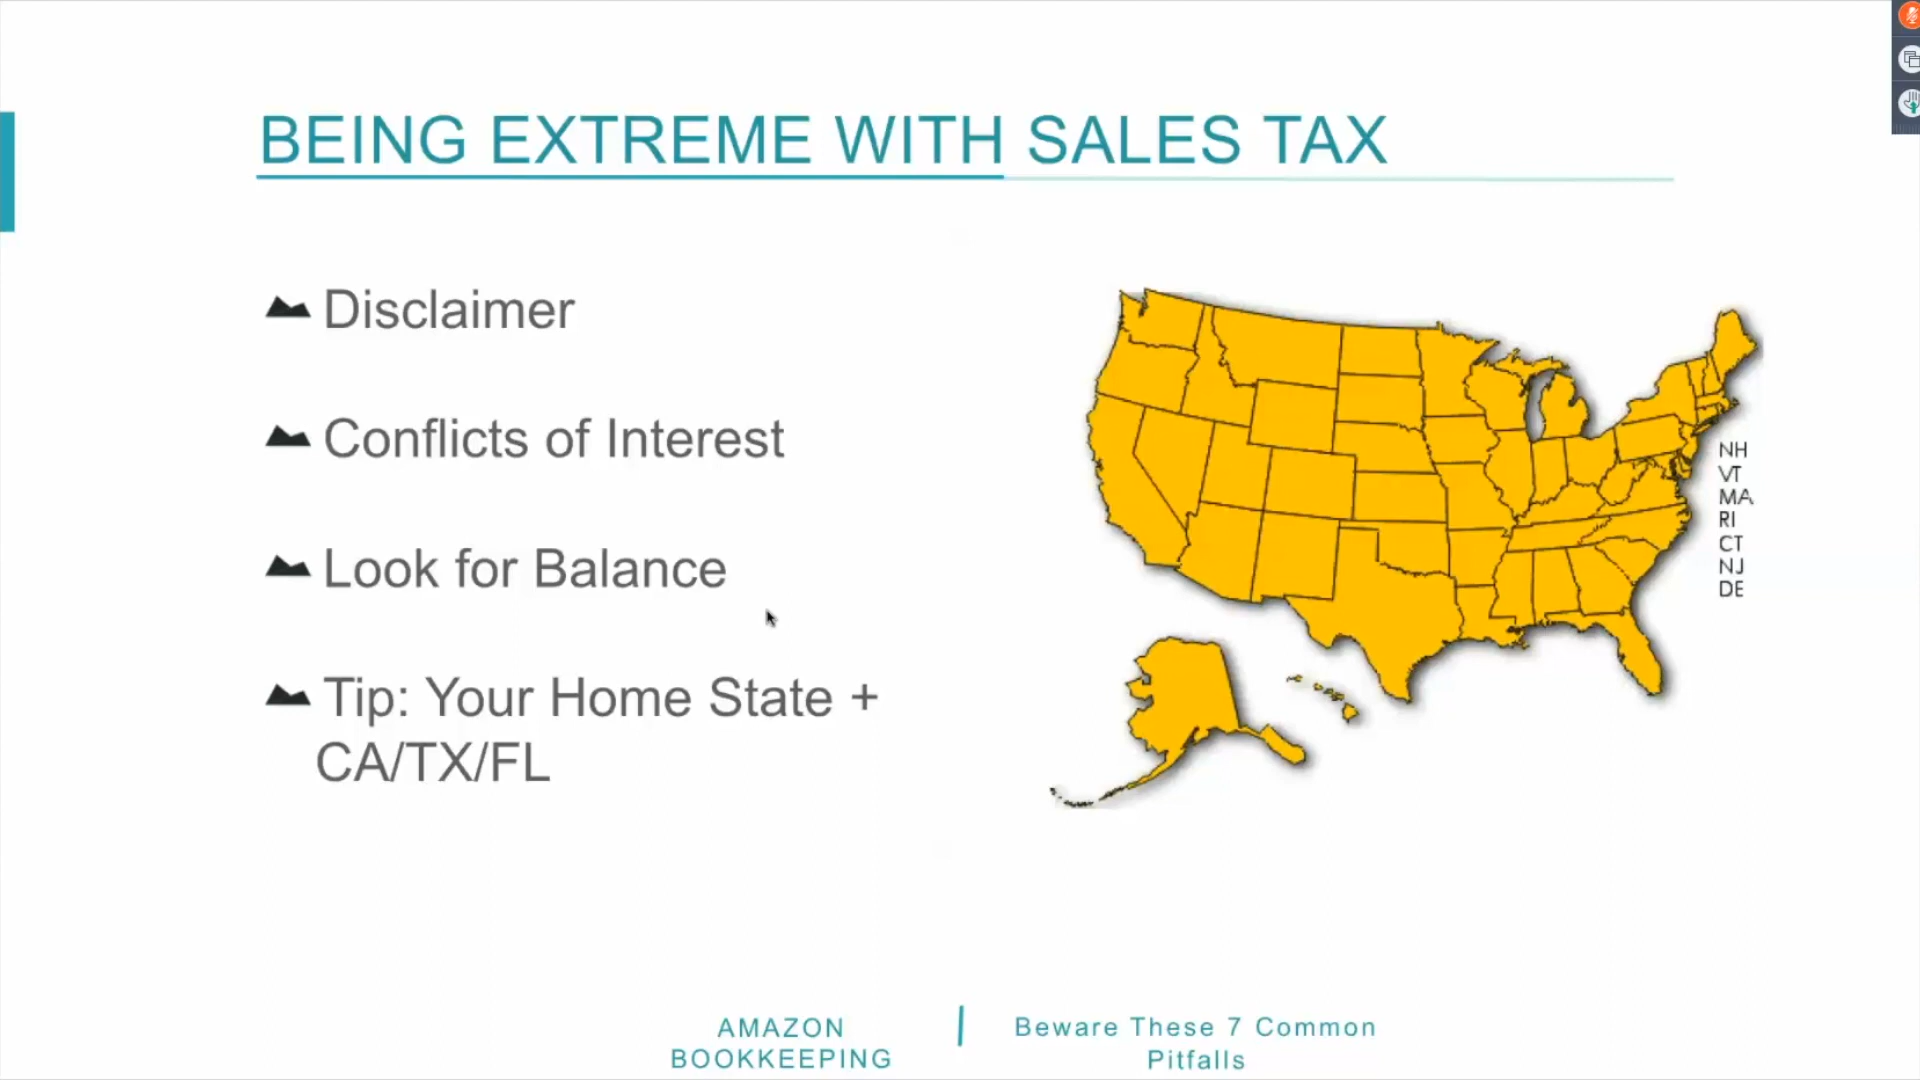 BEING EXTREME WITH SALES TAX
Disclaimer
Conflicts of Interest
Look for Balance
Tip: Your Home State +
CA/TX/FL
NH
VT
MA
RI
CT
NJ
DE
AMAZON
BOOKKEEPING
Beware These 7 Common
Pitfalls